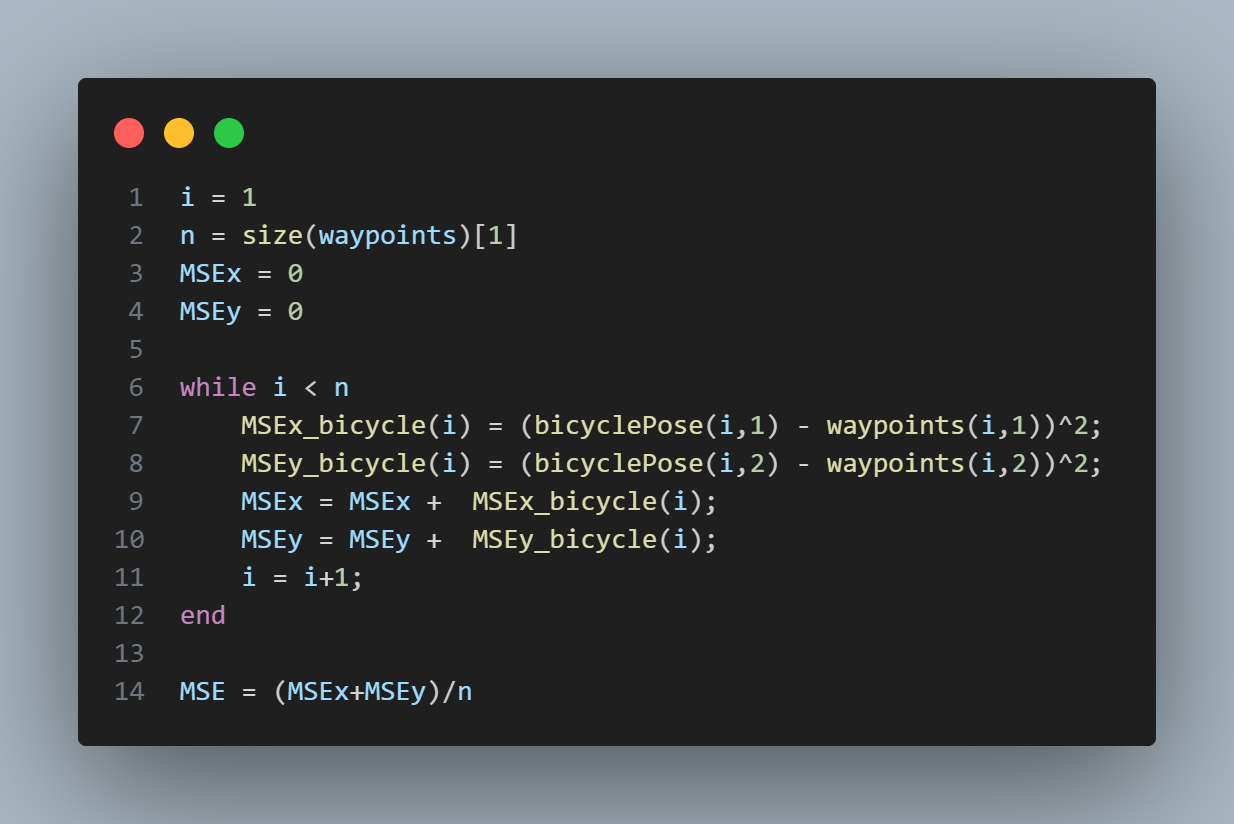 1 i = 1
2 n = size(waypoints)[1]
3 MSEx = 0
4 MSEy = 0
5
6 while i < n
7     MSEx_bicycle(i) = (bicyclePose(i,1) - waypoints(i,1))^2;
8     MSEy_bicycle(i) = (bicyclePose(i,2) - waypoints(i,2))^2;
9     MSEx = MSEx +  MSEx_bicycle(i);
10     MSEy = MSEy +  MSEy_bicycle(i);
11     i = i+1;
12 end
13
14 MSE = (MSEx+MSEy)/n